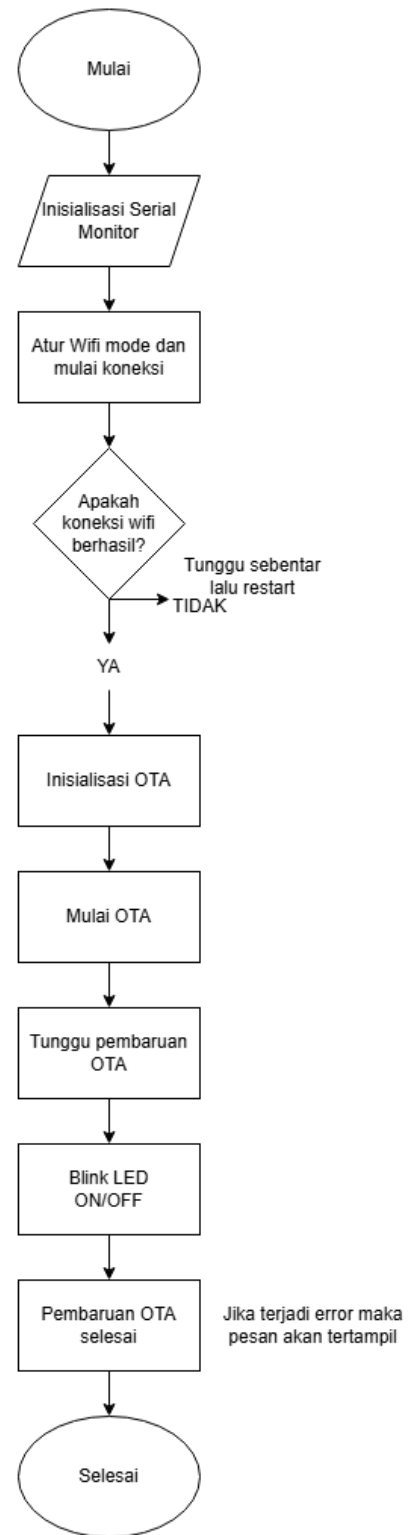 Mulai
Inisialisasi Serial
Monitor
Atur Wifi mode dan
mulai koneksi
Apakah
koneksi wifi
berhasil?
Tunggu sebentar
lalu restart
TIDAK
YA
Inisialisasi OTA
Mulai OTA
Tunggu pembaruan
OTA
Blink LED
ON/OFF
Pembaruan OTA
selesai
Jika terjadi error maka
pesan akan tertampil
Selesai